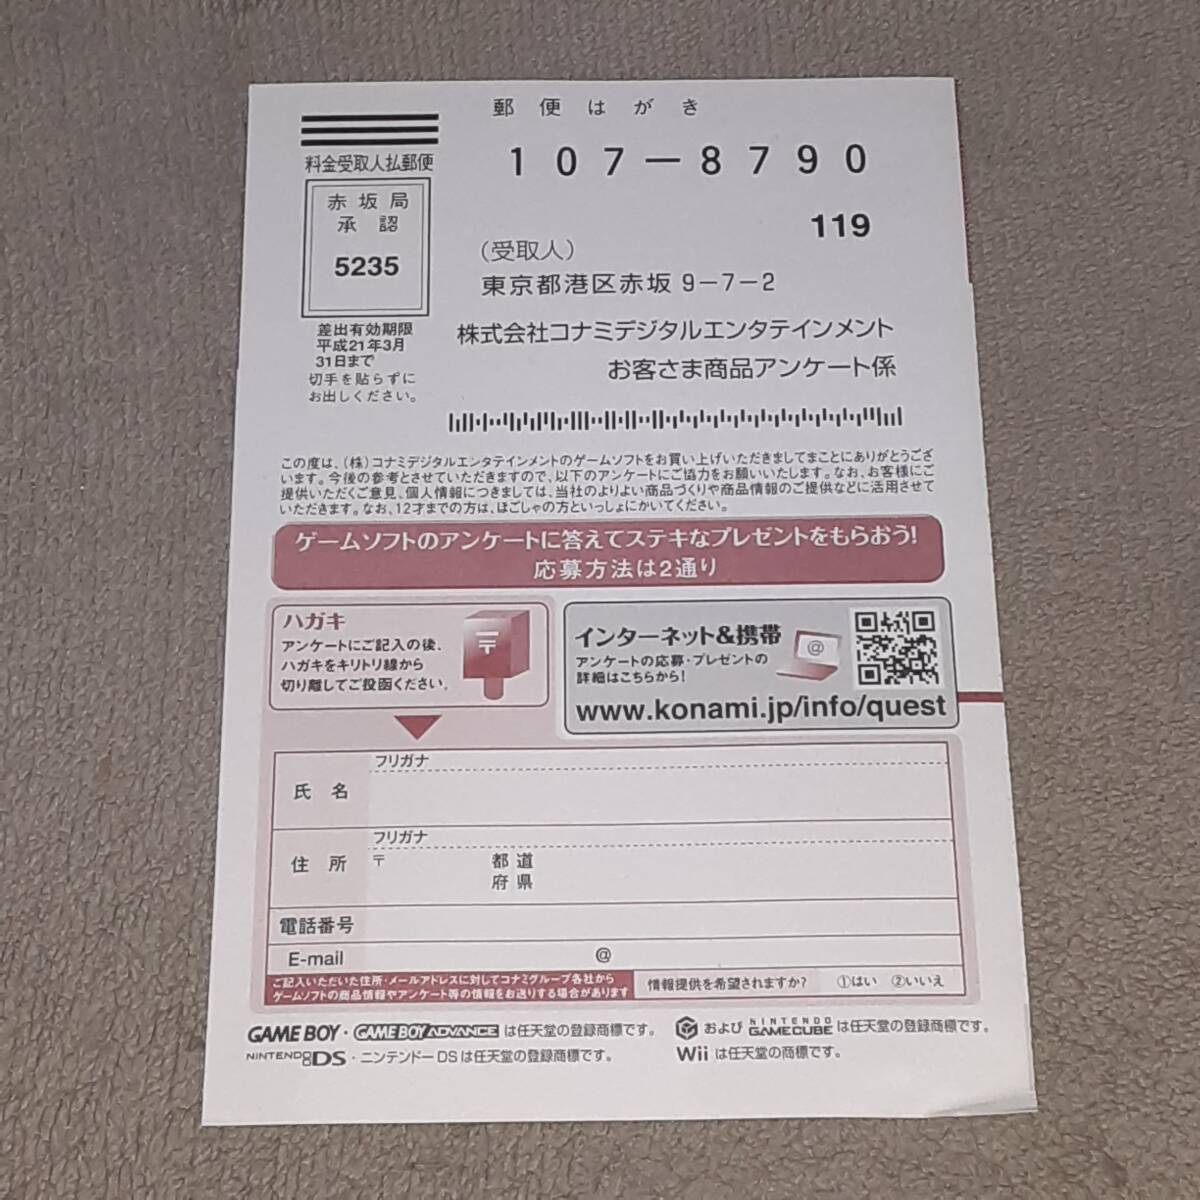 郵便はがき
料金受取人払郵便
107-8790
赤坂局
承認
5235
119
(受取人)
東京都港区赤坂9-7-2
差出有効期限
平成21年3月
31日まで
切手を貼らずに
お出しください。
株式会社コナミデジタルエンタテインメント
お客さま商品アンケート係
この度は、(株)コナミデジタルエンタテインメントのゲームソフトをお買い上げいただきましてまことにありがとうござ
います。今後の参考とさせていただきますので、以下のアンケートにご協力をお願いいたします。なお、お客様にご
提供いただくご意見、個人情報につきましては、当社のよりよい商品づくりや商品情報のご提供などに活用させて
いただきます。なお、12才までの方は、ほごしゃの方といっしょにかいてください。
ゲームソフトのアンケートに答えてステキなプレゼントをもらおう!
応募方法は2通り
ハガキ
アンケートにご記入の後、
ハガキをキリトリ線から
切り離してご投函ください。
〒
インターネット&携帯
アンケートの応募・プレゼントの
詳細はこちらから!
@
www.konami.jp/info/quest
フリガナ
氏名
フリガナ
住所 〒 都道
府県
電話番号
E-mail @
ご記入いただいた住所・メールアドレスに対してコナミグループ各社から
ゲームソフトの商品情報やアンケート等の情報をお送りする場合があります
情報提供を希望されますか? ①はい ②いいえ
GAME BOY・GAME BOY ADVANCE は任天堂の登録商標です。
NINTENDO DS・ニンテンドーDSは任天堂の登録商標です。
および NINTENDO GAMECUBE は任天堂の登録商標です。
Wii は任天堂の商標です。